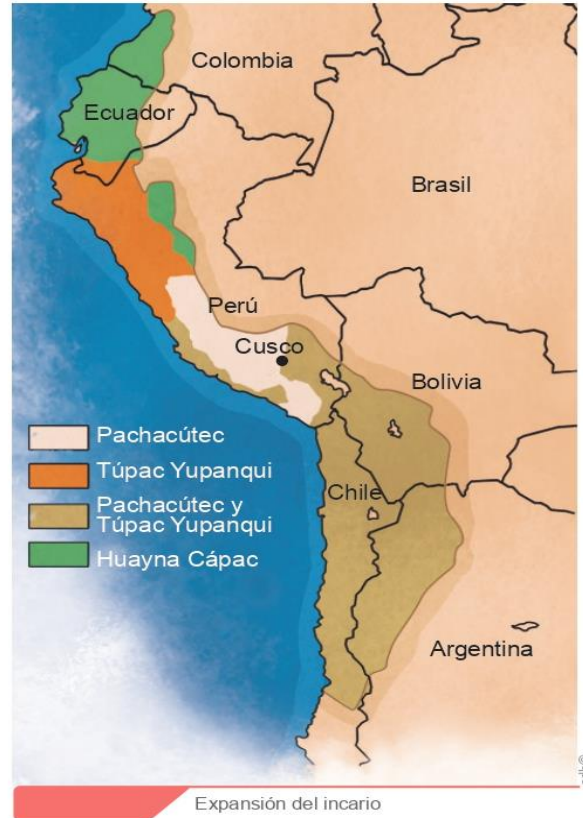 Colombia
Ecuador
Brasil
Perú
Cusco
Bolivia
Pachacútec
Túpac Yupanqui
Chile
Pachacútec y
Túpac Yupanqui
Huayna Cápac
Argentina
Expansión del incario